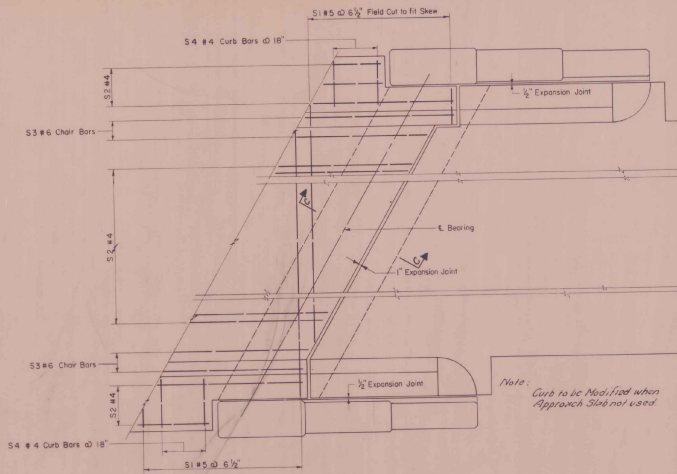 S1 #5 @ 6½" Field Cut to fit Skew
S4 #4 Curb Bars @ 18"
S2 #4
½" Expansion Joint
S3 #6 Chair Bars
C
S2 #4
℄ Bearing
C
1" Expansion Joint
S3 #6 Chair Bars
½" Expansion Joint
Note:
Curb to be Modified when
Approach Slab not used
S2 #4
S4 #4 Curb Bars @ 18"
S1 #5 @ 6½"